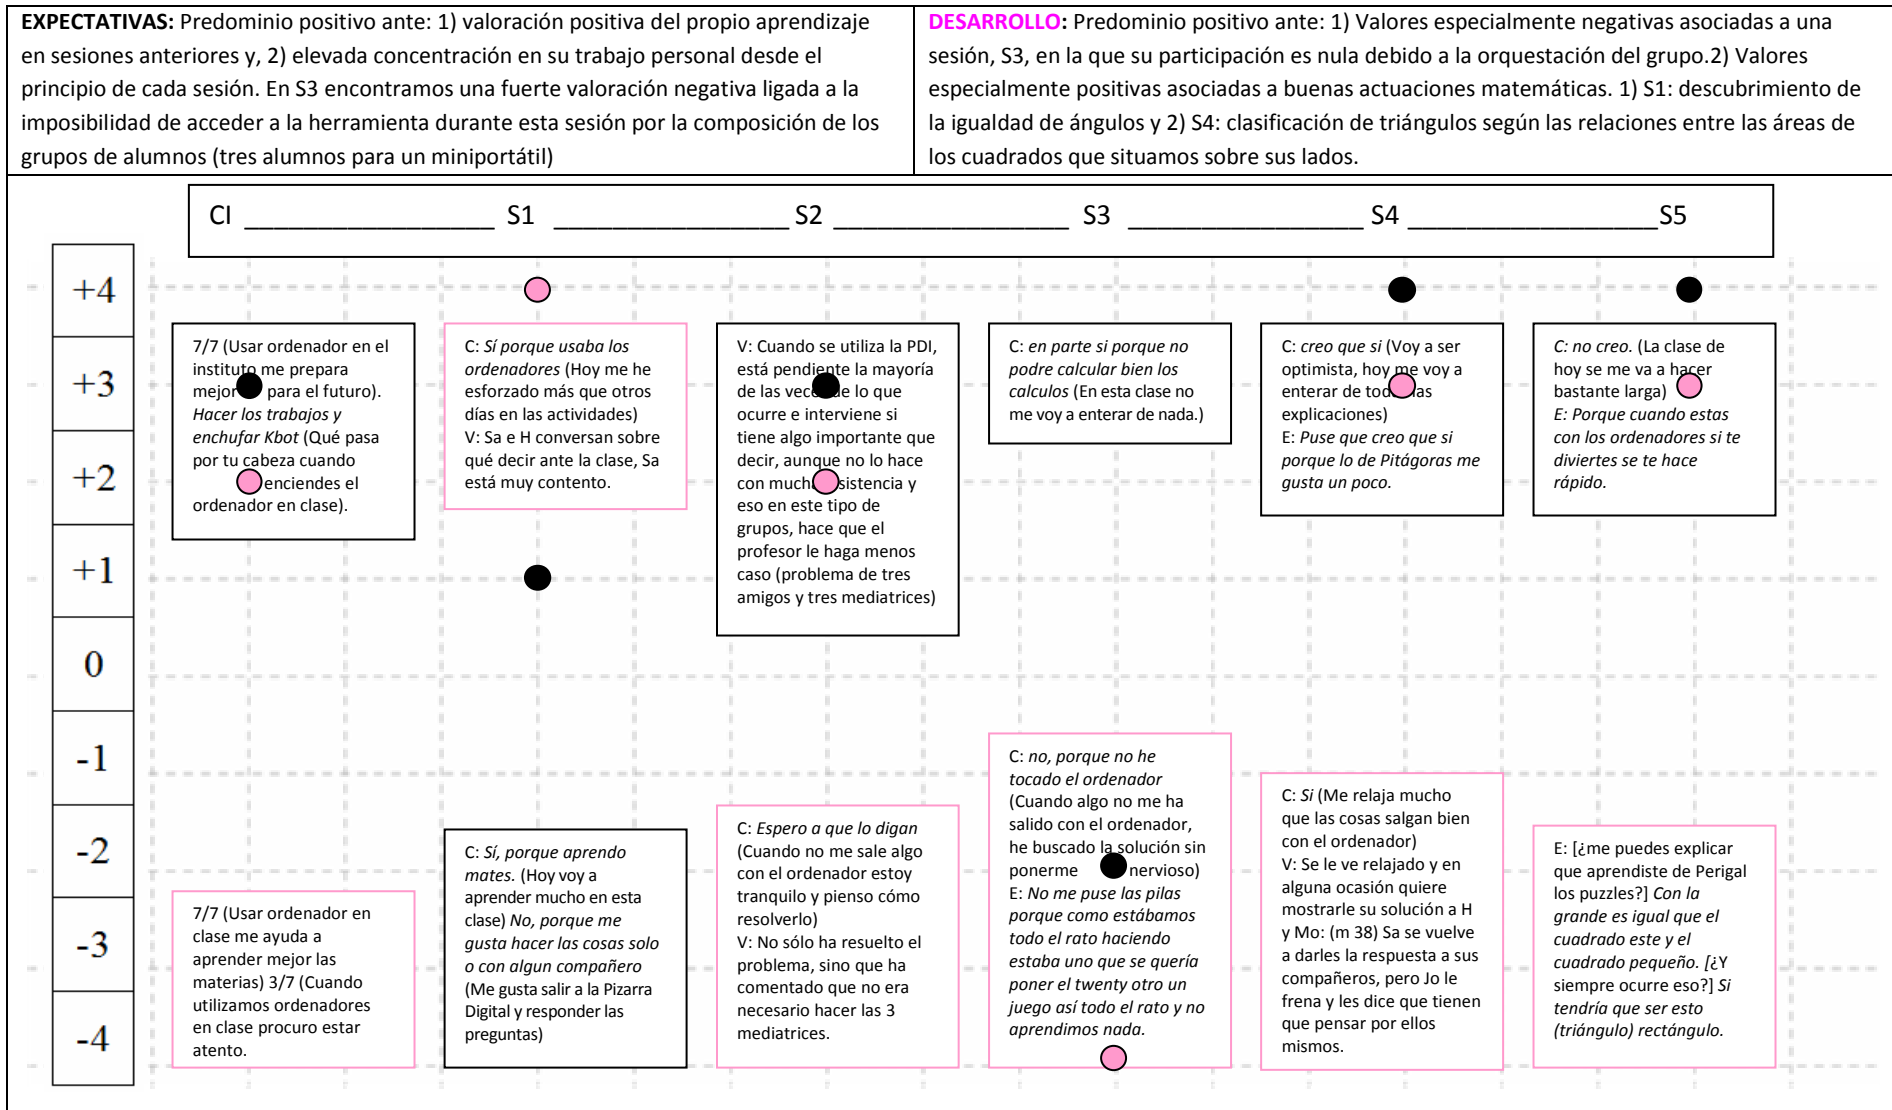 EXPECTATIVAS: Predominio positivo ante: 1) valoración positiva del propio aprendizaje
en sesiones anteriores y, 2) elevada concentración en su trabajo personal desde el
principio de cada sesión. En S3 encontramos una fuerte valoración negativa ligada a la
imposibilidad de acceder a la herramienta durante esta sesión por la composición de los
grupos de alumnos (tres alumnos para un miniportátil)
DESARROLLO: Predominio positivo ante: 1) Valores especialmente negativas asociadas a una
sesión, S3, en la que su participación es nula debido a la orquestación del grupo.2) Valores
especialmente positivas asociadas a buenas actuaciones matemáticas. 1) S1: descubrimiento de
la igualdad de ángulos y 2) S4: clasificación de triángulos según las relaciones entre las áreas de
los cuadrados que situamos sobre sus lados.
CI _________________ S1 ________________ S2 ________________ S3 ________________ S4 _________________ S5
+4
+3
+2
+1
0
-1
-2
-3
-4
7/7 (Usar ordenador en el
instituto me prepara
mejor para el futuro).
Hacer los trabajos y
enchufar Kbot (Qué pasa
por tu cabeza cuando
enciendes el
ordenador en clase).
C: Sí porque usaba los
ordenadores (Hoy me he
esforzado más que otros
días en las actividades)
V: Sa e H conversan sobre
qué decir ante la clase, Sa
está muy contento.
V: Cuando se utiliza la PDI,
está pendiente la mayoría
de las veces de lo que
ocurre e interviene si
tiene algo importante que
decir, aunque no lo hace
con mucha insistencia y
eso en este tipo de
grupos, hace que el
profesor le haga menos
caso (problema de tres
amigos y tres mediatrices)
C: en parte si porque no
podre calcular bien los
calculos (En esta clase no
me voy a enterar de nada.)
C: creo que si (Voy a ser
optimista, hoy me voy a
enterar de todas las
explicaciones)
E: Puse que creo que si
porque lo de Pitágoras me
gusta un poco.
C: no creo. (La clase de
hoy se me va a hacer
bastante larga)
E: Porque cuando estas
con los ordenadores si te
diviertes se te hace
rápido.
7/7 (Usar ordenador en
clase me ayuda a
aprender mejor las
materias) 3/7 (Cuando
utilizamos ordenadores
en clase procuro estar
atento.
C: Sí, porque aprendo
mates. (Hoy voy a
aprender mucho en esta
clase) No, porque me
gusta hacer las cosas solo
o con algun compañero
(Me gusta salir a la Pizarra
Digital y responder las
preguntas)
C: Espero a que lo digan
(Cuando no me sale algo
con el ordenador estoy
tranquilo y pienso cómo
resolverlo)
V: No sólo ha resuelto el
problema, sino que ha
comentado que no era
necesario hacer las 3
mediatrices.
C: no, porque no he
tocado el ordenador
(Cuando algo no me ha
salido con el ordenador,
he buscado la solución sin
ponerme nervioso)
E: No me puse las pilas
porque como estábamos
todo el rato haciendo
estaba uno que se quería
poner el twenty otro un
juego así todo el rato y no
aprendimos nada.
C: Si (Me relaja mucho
que las cosas salgan bien
con el ordenador)
V: Se le ve relajado y en
alguna ocasión quiere
mostrarle su solución a H
y Mo: (m 38) Sa se vuelve
a darles la respuesta a sus
compañeros, pero Jo le
frena y les dice que tienen
que pensar por ellos
mismos.
E: [¿me puedes explicar
que aprendiste de Perigal
los puzzles?] Con la
grande es igual que el
cuadrado este y el
cuadrado pequeño. [¿Y
siempre ocurre eso?] Si
tendría que ser esto
(triángulo) rectángulo.